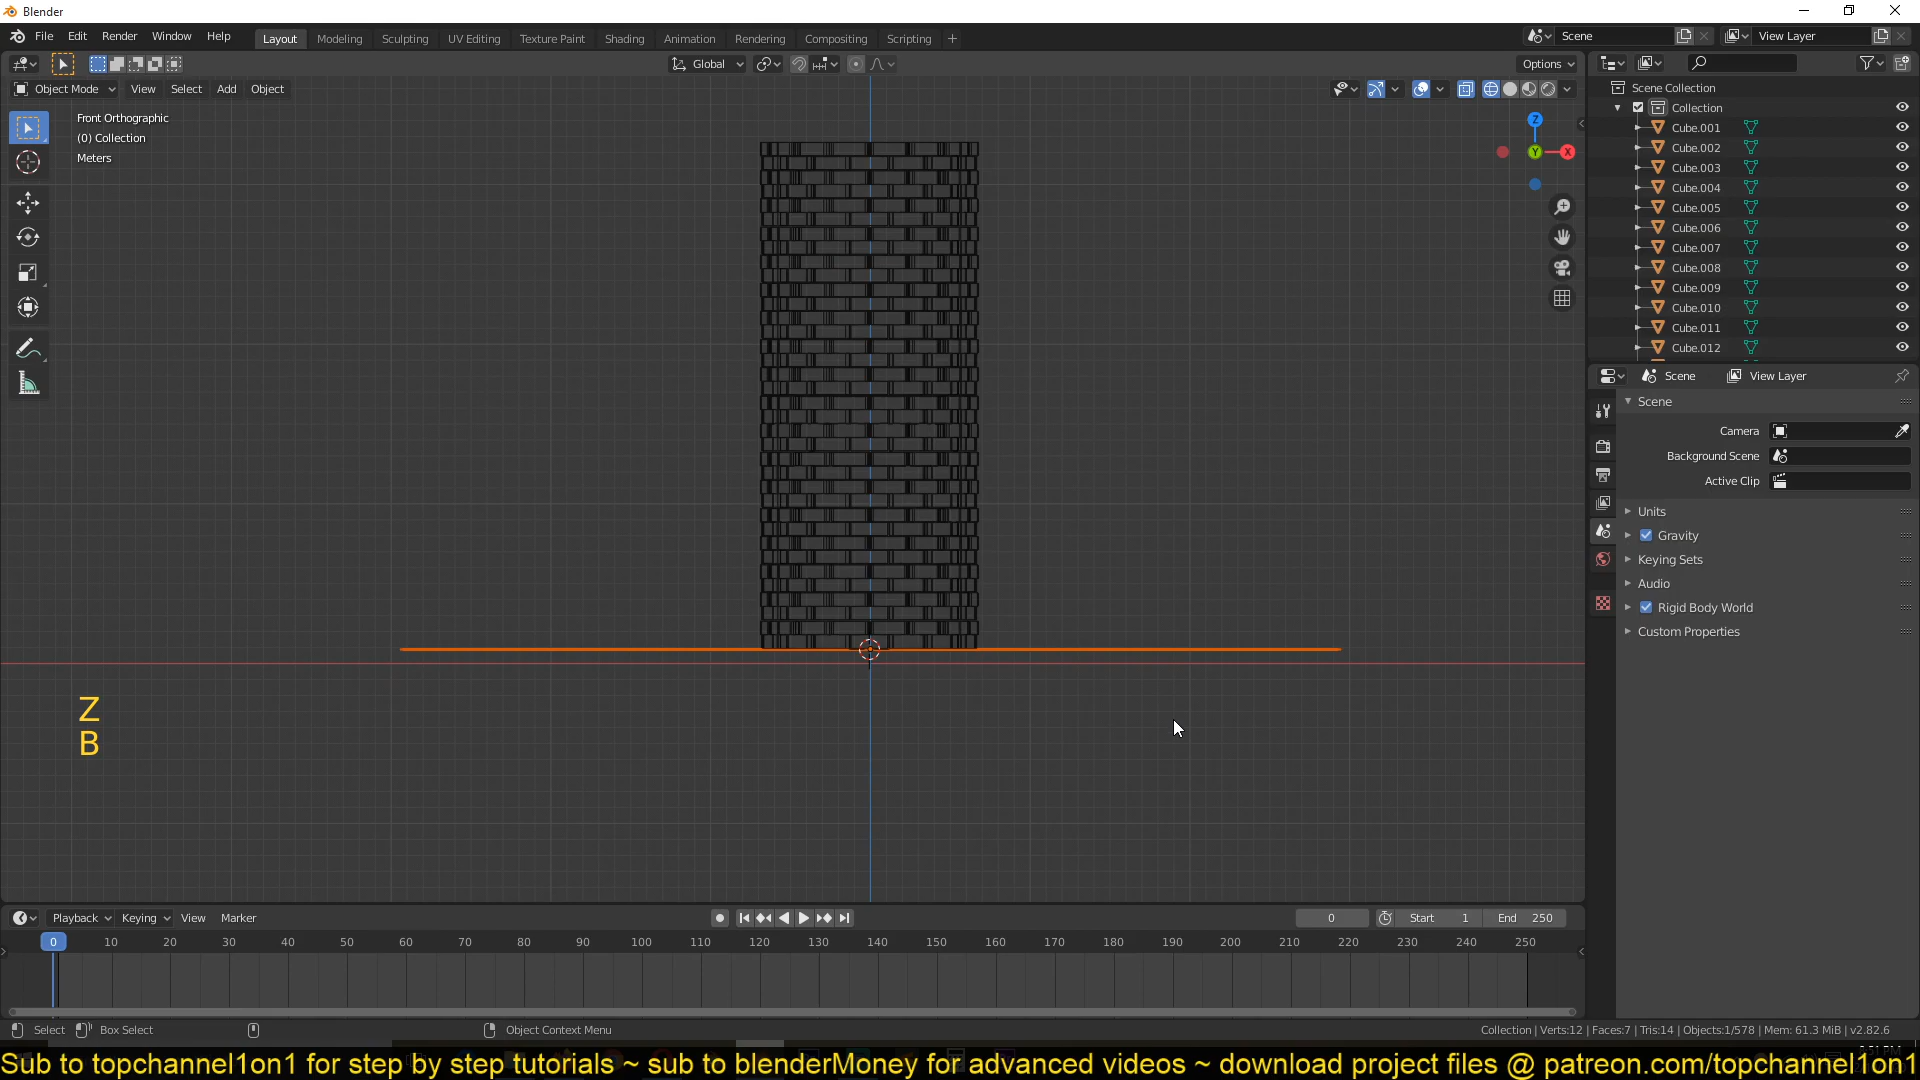 Blender
File Edit Render Window Help Layout Modeling Sculpting UV Editing Texture Paint Shading Animation Rendering Compositing Scripting + Scene View Layer
Global Options
Object Mode View Select Add Object
Front Orthographic
(0) Collection
Meters
Z
Y
X
Z
B
Scene Collection
Collection
Cube.001
Cube.002
Cube.003
Cube.004
Cube.005
Cube.006
Cube.007
Cube.008
Cube.009
Cube.010
Cube.011
Cube.012
Scene View Layer
Scene
Camera
Background Scene
Active Clip
Units
Gravity
Keying Sets
Audio
Rigid Body World
Custom Properties
Playback Keying View Marker 0 Start 1 End 250
0 10 20 30 40 50 60 70 80 90 100 110 120 130 140 150 160 170 180 190 200 210 220 230 240 250
Select Box Select Object Context Menu Collection | Verts:12 | Faces:7 | Tris:14 | Objects:1/578 | Mem: 61.3 MiB | v2.82.6
Sub to topchannel1on1 for step by step tutorials ~ sub to blenderMoney for advanced videos ~ download project files @ patreon.com/topchannel1on1